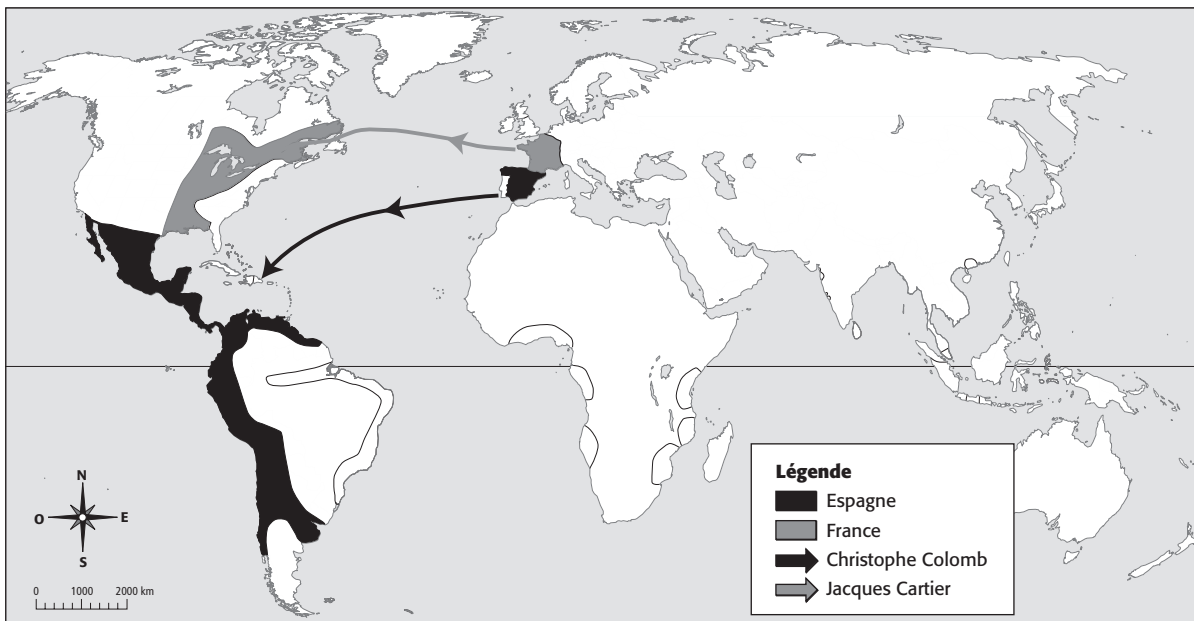 N
O
E
S
0 1000 2000 km
Légende
Espagne
France
Christophe Colomb
Jacques Cartier